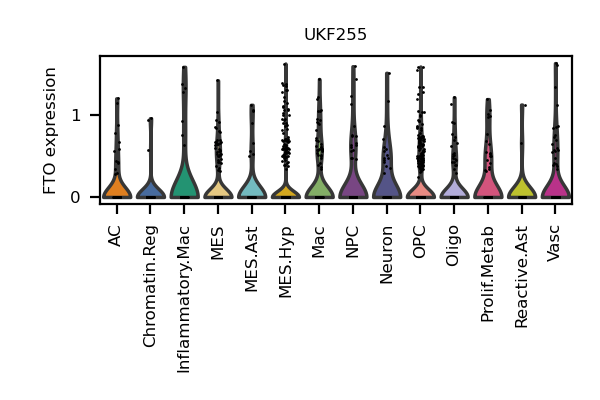 UKF255
FTO expression
1
0
AC
Chromatin.Reg
Inflammatory.Mac
MES
MES.Ast
MES.Hyp
Mac
NPC
Neuron
OPC
Oligo
Prolif.Metab
Reactive.Ast
Vasc